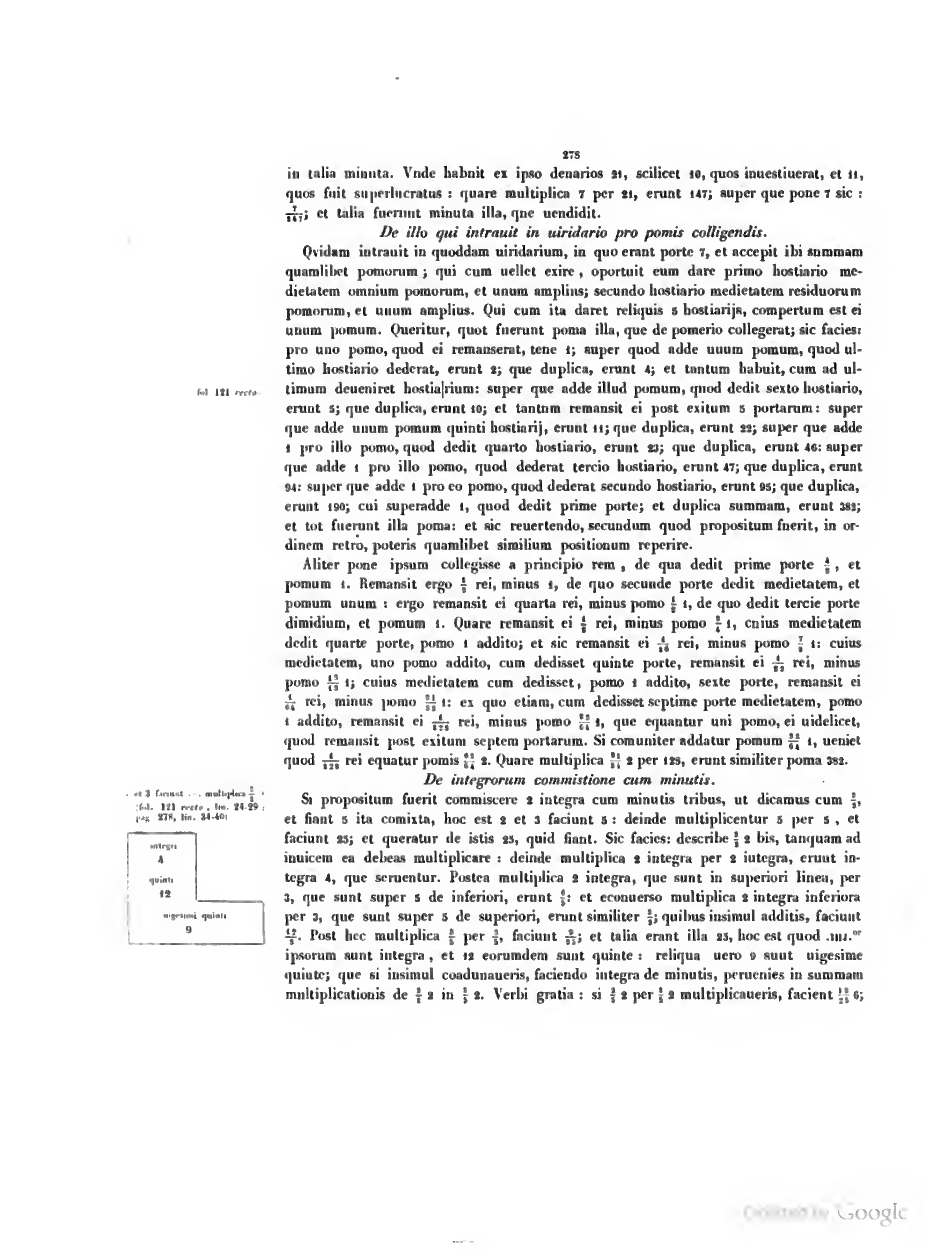 278
in talia minuta. Vnde habuit ex ipso denarios 21, scilicet 10, quos inuestiuerat, et 11,
quos fuit superlucratus : quare multiplica 7 per 21, erunt 147; super que pone 7 sic :
7/147; et talia fuerunt minuta illa, que uendidit.
De illo qui intrauit in uiridario pro pomis colligendis.
Qvidam intrauit in quoddam uiridarium, in quo erant porte 7, et accepit ibi summam
quamlibet pomorum ; qui cum uellet exire , oportuit eum dare primo hostiario me-
dietatem omnium pomorum, et unum amplius; secundo hostiario medietatem residuorum
pomorum, et unum amplius. Qui cum ita daret reliquis 5 hostiarijs, compertum est ei
unum pomum. Queritur, quot fuerunt poma illa, que de pomerio collegerat; sic facies:
pro uno pomo, quod ei remanserat, tene 1; super quod adde unum pomum, quod ul-
timo hostiario dederat, erunt 2; que duplica, erunt 4; et tantum habuit, cum ad ul-
fol 121 recto
timum deueniret hostia|rium: super que adde illud pomum, quod dedit sexto hostiario,
erunt 5; que duplica, erunt 10; et tantum remansit ei post exitum 5 portarum: super
que adde unum pomum quinti hostiarij, erunt 11; que duplica, erunt 22; super que adde
1 pro illo pomo, quod dedit quarto hostiario, erunt 23; que duplica, erunt 46: super
que adde 1 pro illo pomo, quod dederat tercio hostiario, erunt 47; que duplica, erunt
94: super que adde 1 pro eo pomo, quod dederat secundo hostiario, erunt 95; que duplica,
erunt 190; cui superadde 1, quod dedit prime porte; et duplica summam, erunt 382;
et tot fuerunt illa poma: et sic reuertendo, secundum quod propositum fuerit, in or-
dinem retro, poteris quamlibet similium positionum reperire.
Aliter pone ipsum collegisse a principio rem , de qua dedit prime porte 1/2, et
pomum 1. Remansit ergo 1/2 rei, minus 1, de quo secunde porte dedit medietatem, et
pomum unum : ergo remansit ei quarta rei, minus pomo 1/2 1, de quo dedit tercie porte
dimidium, et pomum 1. Quare remansit ei 1/8 rei, minus pomo 3/4 1, cuius medietatem
dedit quarte porte, pomo 1 addito; et sic remansit ei 1/16 rei, minus pomo 7/8 1: cuius
medietatem, uno pomo addito, cum dedisset quinte porte, remansit ei 1/32 rei, minus
pomo 15/16 1; cuius medietatem cum dedisset, pomo 1 addito, sexte porte, remansit ei
1/64 rei, minus pomo 31/32 1: ex quo etiam, cum dedisset septime porte medietatem, pomo
1 addito, remansit ei 1/128 rei, minus pomo 63/64 1, que equantur uni pomo, ei uidelicet,
quod remansit post exitum septem portarum. Si comuniter addatur pomum 63/64 1, ueniet
quod 1/128 rei equatur pomis 63/64 2. Quare multiplica 63/64 2 per 128, erunt similiter poma 382.
De integrorum commistione cum minutis.
et 3 faciunt multiplica 3/5
(fol. 121 recto , lin. 24-29 ;
pag 278, lin. 34-40)
integri
4
quinti
12
uigesimi quinti
9
Si propositum fuerit commiscere 2 integra cum minutis tribus, ut dicamus cum 3/5,
et fiant 5 ita comixta, hoc est 2 et 3 faciunt 5 : deinde multiplicentur 5 per 5 , et
faciunt 25; et queratur de istis 25, quid fiant. Sic facies: describe 3/5 2 bis, tanquam ad
inuicem ea debeas multiplicare : deinde multiplica 2 integra per 2 integra, erunt in-
tegra 4, que seruentur. Postea multiplica 2 integra, que sunt in superiori linea, per
3, que sunt super 5 de inferiori, erunt 6/5: et econuerso multiplica 2 integra inferiora
per 3, que sunt super 5 de superiori, erunt similiter 6/5; quibus insimul additis, faciunt
12/5. Post hec multiplica 3/5 per 3/5, faciunt 9/25; et talia erunt illa 25, hoc est quod .IIII.or
ipsorum sunt integra , et 12 eorumdem sunt quinte : reliqua uero 9 sunt uigesime
quinte; que si insimul coadunaueris, faciendo integra de minutis, peruenies in summam
multiplicationis de 3/5 2 in 3/5 2. Verbi gratia : si 3/5 2 per 3/5 2 multiplicaueris, facient 19/25 6;
Digitized by Google